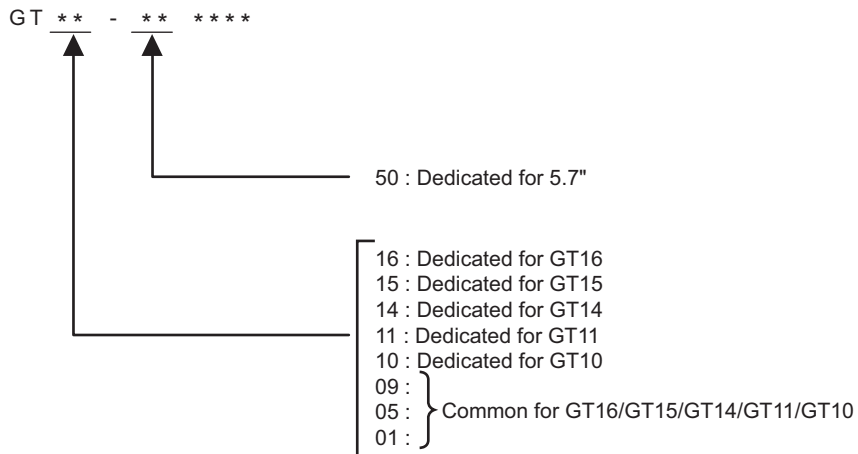 GT ** - ** ****
50 : Dedicated for 5.7"
16 : Dedicated for GT16
15 : Dedicated for GT15
14 : Dedicated for GT14
11 : Dedicated for GT11
10 : Dedicated for GT10
09 :
05 : Common for GT16/GT15/GT14/GT11/GT10
01 :